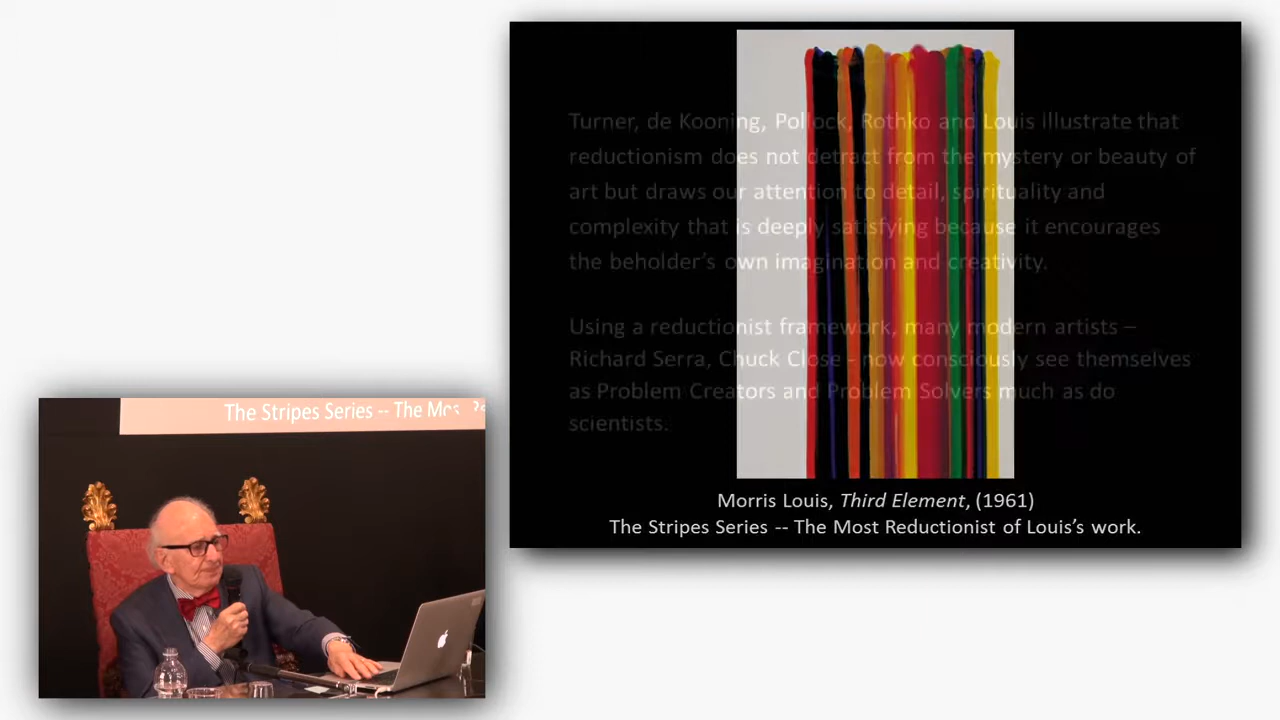 Turner, de Kooning, Pollock, Rothko and Louis illustrate that
reductionism does not detract from the mystery or beauty of
art but draws our attention to detail, spirituality and
complexity that is deeply satisfying because it encourages
the beholder's own imagination and creativity.
Using a reductionist framework, many modern artists –
Richard Serra, Chuck Close - now consciously see themselves
as Problem Creators and Problem Solvers much as do
scientists.
Morris Louis, Third Element, (1961)
The Stripes Series -- The Most Reductionist of Louis's work.
The Stripes Series -- The Mos